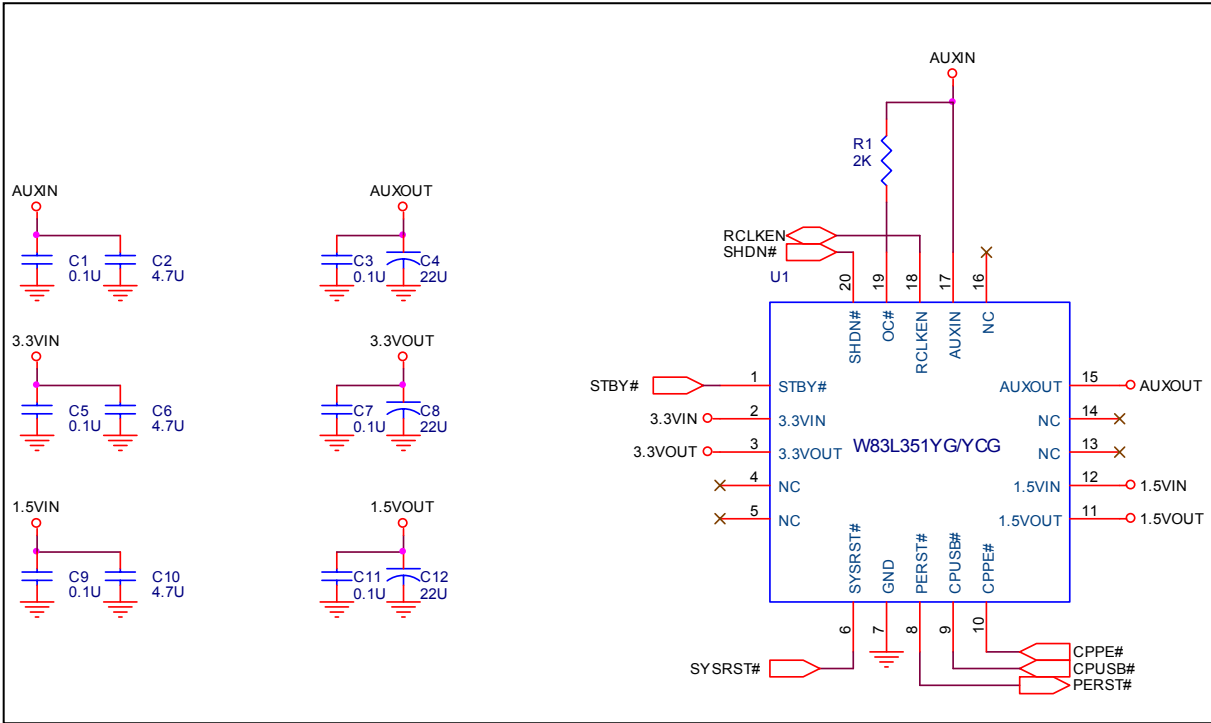 AUXIN
C1
0.1U
C2
4.7U
AUXOUT
C3
0.1U
C4
22U
3.3VIN
C5
0.1U
C6
4.7U
3.3VOUT
C7
0.1U
C8
22U
1.5VIN
C9
0.1U
C10
4.7U
1.5VOUT
C11
0.1U
C12
22U
AUXIN
R1
2K
RCLKEN
SHDN#
U1
20
19
18
17
16
SHDN#
OC#
RCLKEN
AUXIN
NC
STBY#
1
STBY#
3.3VIN
2
3.3VIN
3.3VOUT
3
3.3VOUT
4
NC
5
NC
W83L351YG/YCG
AUXOUT
15
AUXOUT
NC
14
NC
13
1.5VIN
12
1.5VIN
1.5VOUT
11
1.5VOUT
SYSRST#
GND
PERST#
CPUSB#
CPPE#
6
7
8
9
10
SYSRST#
CPPE#
CPUSB#
PERST#